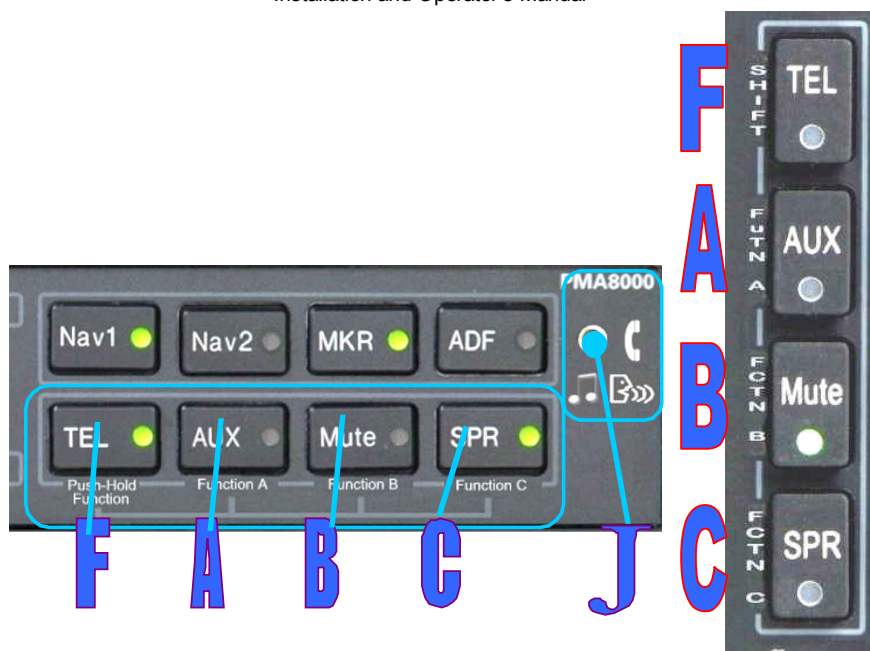 Installation and Operator's Manual
PMA8000
Nav1 Nav2 MKR ADF
TEL AUX Mute SPR
Push-Hold Function A Function B Function C
Function
F A B C J
F
SHIFT
TEL
A
FUTN A
AUX
B
FCTN B
Mute
C
FCTN C
SPR